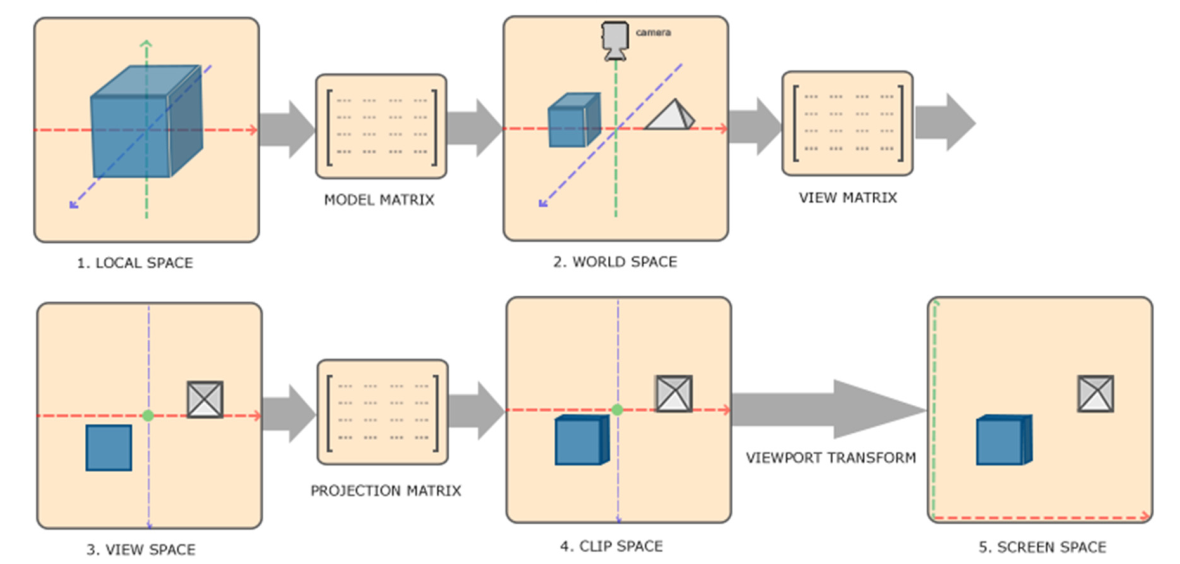 camera
MODEL MATRIX
VIEW MATRIX
1. LOCAL SPACE
2. WORLD SPACE
PROJECTION MATRIX
VIEWPORT TRANSFORM
3. VIEW SPACE
4. CLIP SPACE
5. SCREEN SPACE